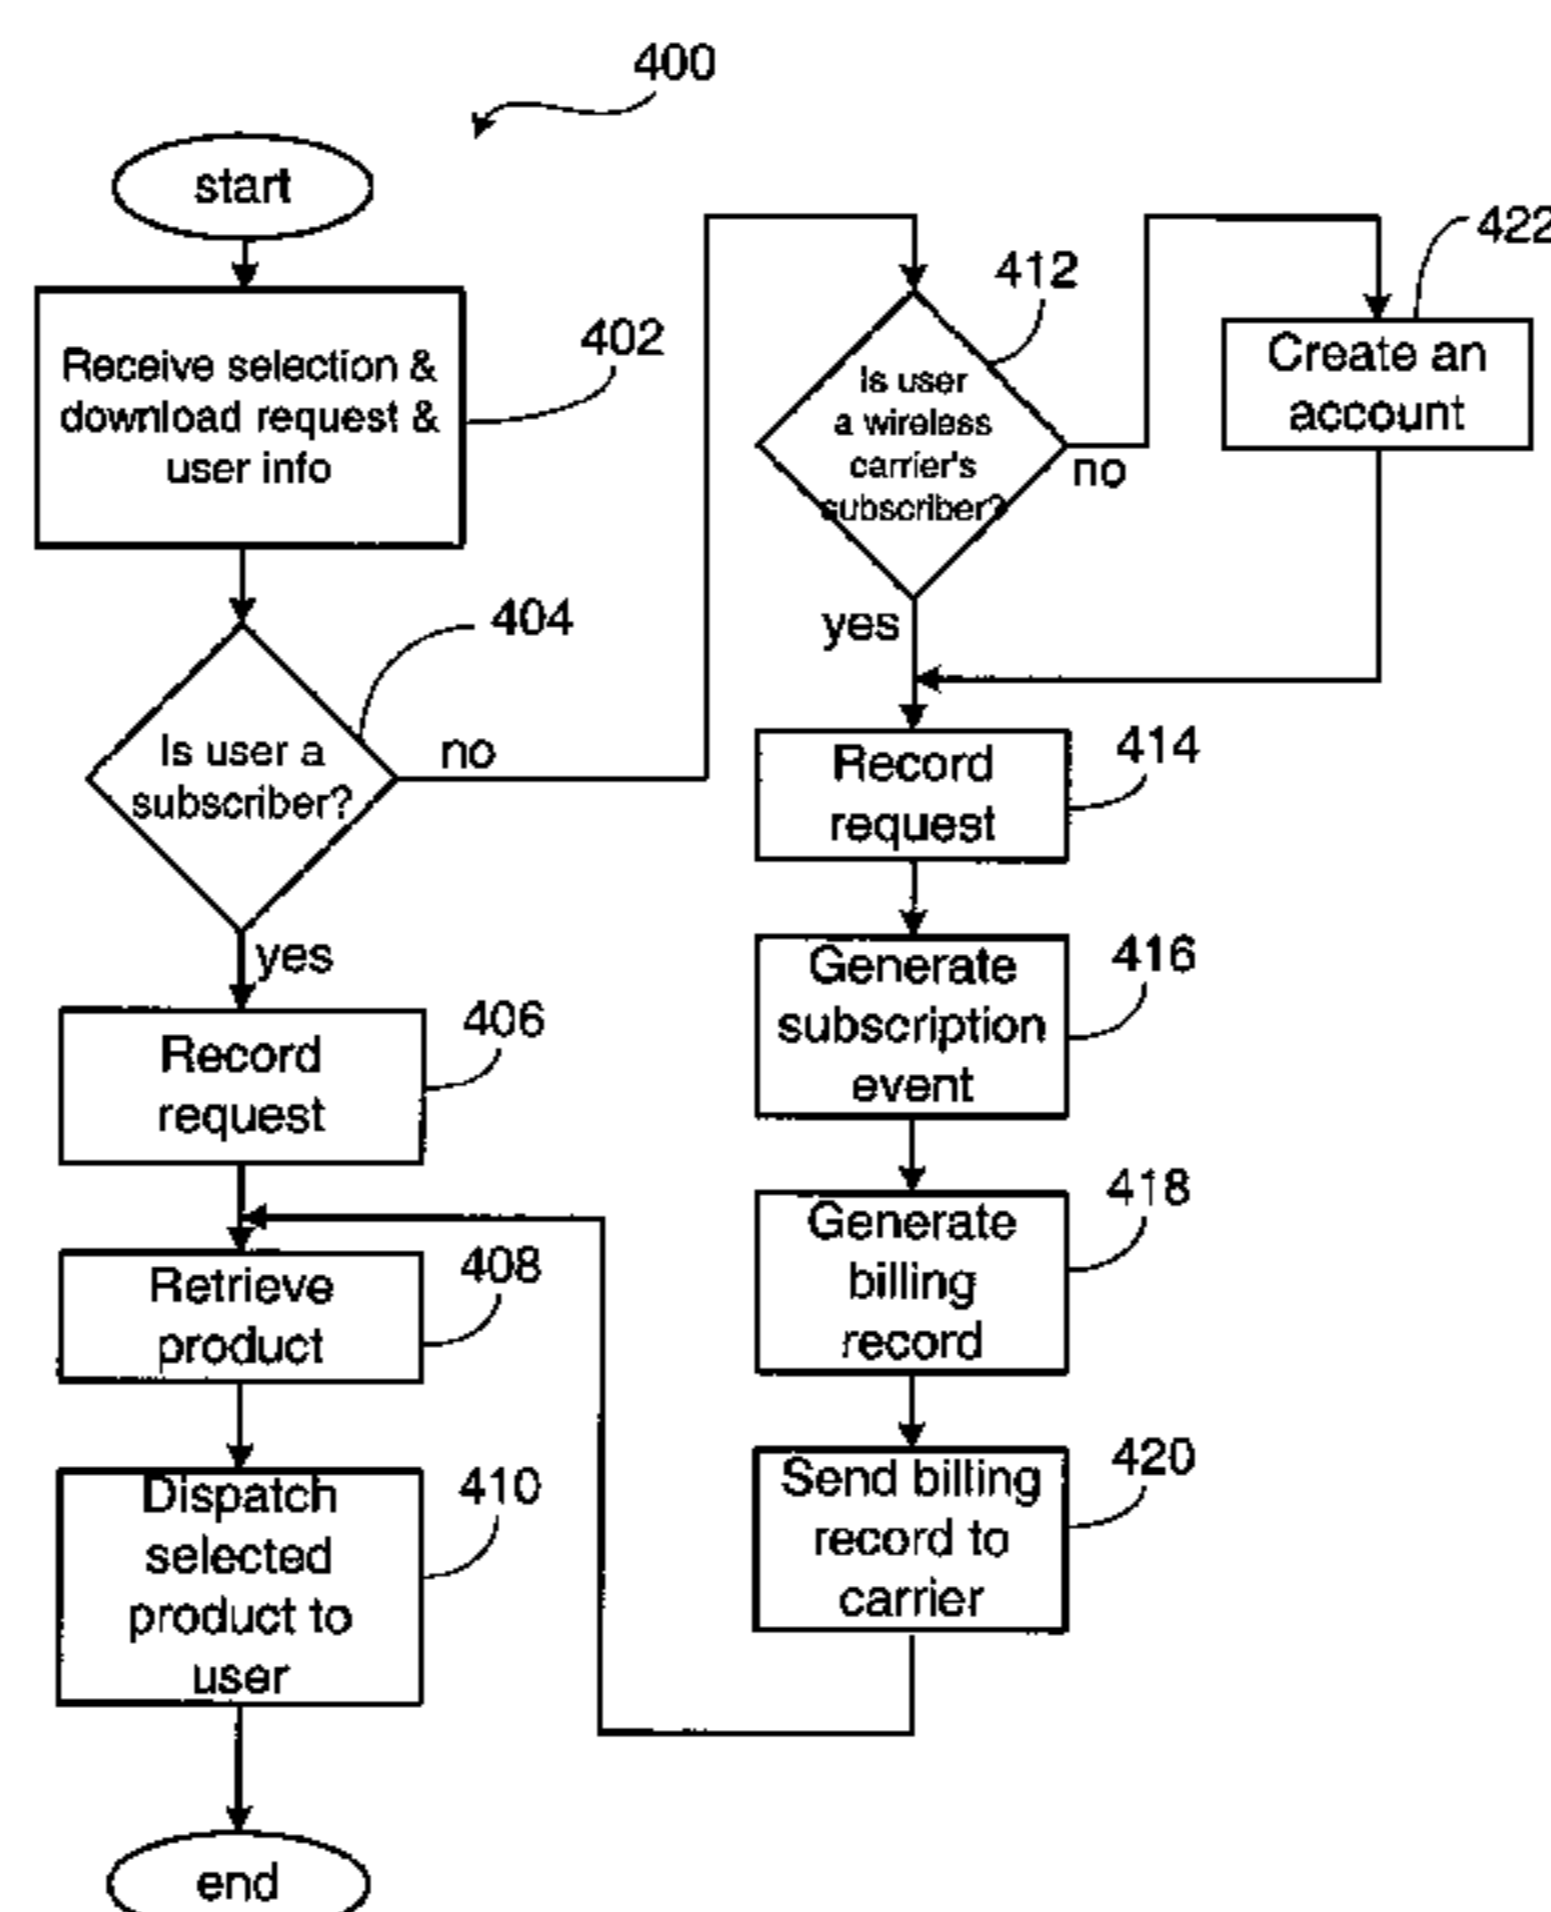 400
start
Receive selection &
download request &
user info
402
Is user a
subscriber?
404
no
yes
Record
request
406
Retrieve
product
408
Dispatch
selected
product to
user
410
end
Is user
a wireless
carrier's
subscriber?
412
no
yes
Create an
account
422
Record
request
414
Generate
subscription
event
416
Generate
billing
record
418
Send billing
record to
carrier
420